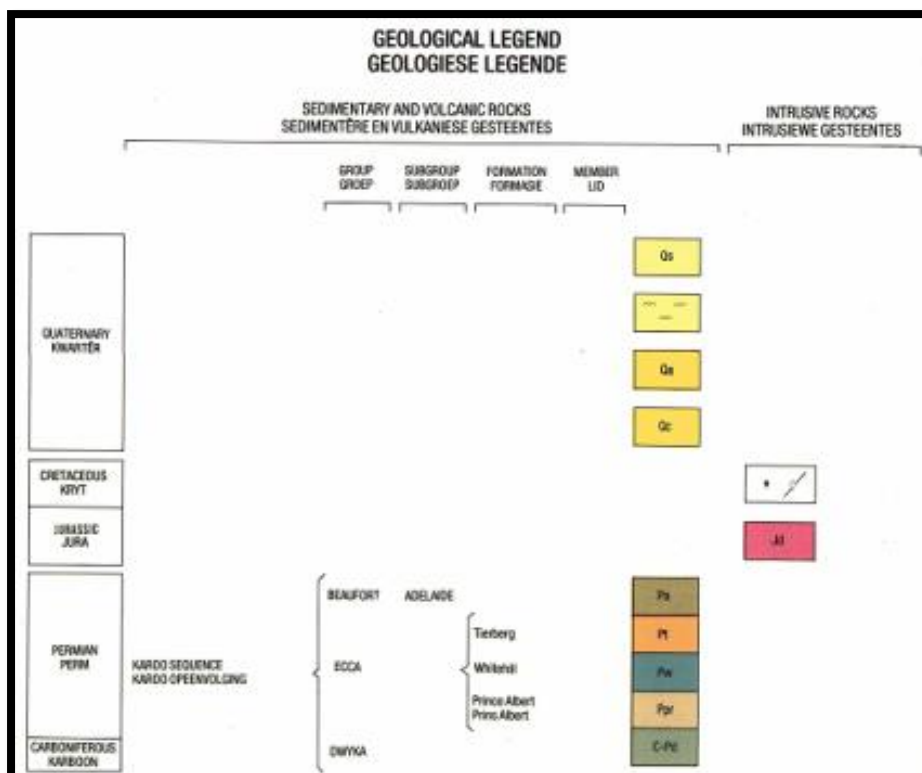 GEOLOGICAL LEGEND
GEOLOGIESE LEGENDE
SEDIMENTARY AND VOLCANIC ROCKS
SEDIMENTÊRE EN VULKANIESE GESTEENTES
INTRUSIVE ROCKS
INTRUSIEWE GESTEENTES
GROUP
GROEP
SUBGROUP
SUBGROEP
FORMATION
FORMASIE
MEMBER
LID
QUATERNARY
KWARTÊR
Qs
Qc
CRETACEOUS
KRYT
JURASSIC
JURA
Jd
PERMIAN
PERM
KAROO SEQUENCE
KAROO OPEENVOLGING
BEAUFORT
ADELAIDE
Pa
ECCA
Tierberg
Pt
Whitehill
Pw
Prince Albert
Prins Albert
Ppr
CARBONIFEROUS
KARBOON
DWYKA
C-Pd